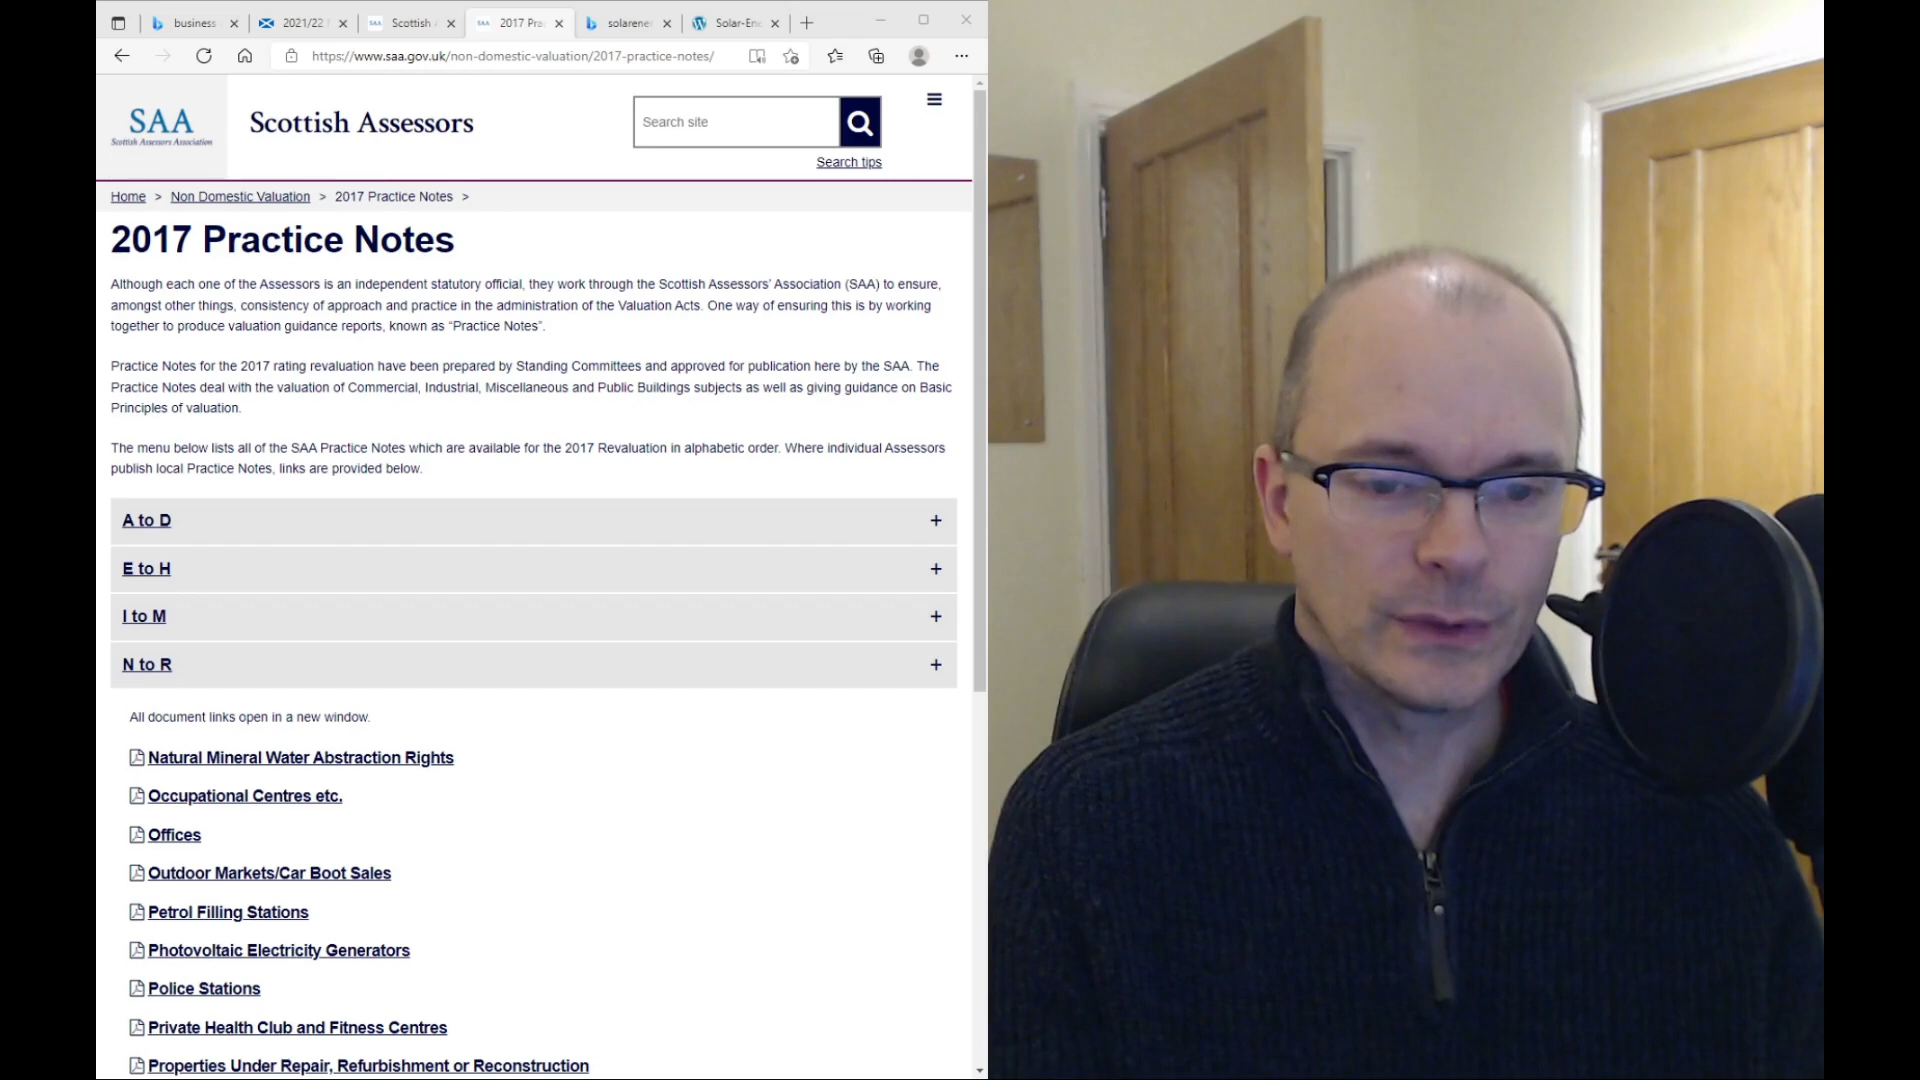 business
2021/22
Scottish
2017 Pra
solarene
Solar-En
https://www.saa.gov.uk/non-domestic-valuation/2017-practice-notes/
SAA
Scottish Assessors Association
Scottish Assessors
Search site
Search tips
Home > Non Domestic Valuation > 2017 Practice Notes >
2017 Practice Notes
Although each one of the Assessors is an independent statutory official, they work through the Scottish Assessors’ Association (SAA) to ensure,
amongst other things, consistency of approach and practice in the administration of the Valuation Acts. One way of ensuring this is by working
together to produce valuation guidance reports, known as “Practice Notes”.
Practice Notes for the 2017 rating revaluation have been prepared by Standing Committees and approved for publication here by the SAA. The
Practice Notes deal with the valuation of Commercial, Industrial, Miscellaneous and Public Buildings subjects as well as giving guidance on Basic
Principles of valuation.
The menu below lists all of the SAA Practice Notes which are available for the 2017 Revaluation in alphabetic order. Where individual Assessors
publish local Practice Notes, links are provided below.
A to D +
E to H +
I to M +
N to R +
All document links open in a new window.
Natural Mineral Water Abstraction Rights
Occupational Centres etc.
Offices
Outdoor Markets/Car Boot Sales
Petrol Filling Stations
Photovoltaic Electricity Generators
Police Stations
Private Health Club and Fitness Centres
Properties Under Repair, Refurbishment or Reconstruction